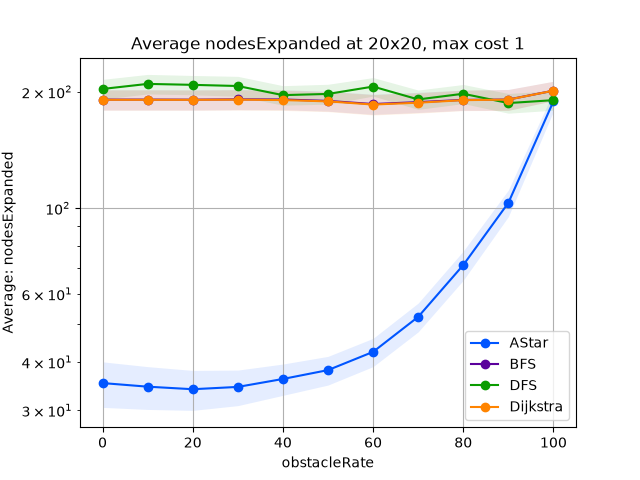 Average nodesExpanded at 20x20, max cost 1
Average: nodesExpanded
2 × 10²
10²
6 × 10¹
4 × 10¹
3 × 10¹
0 20 40 60 80 100
obstacleRate
AStar
BFS
DFS
Dijkstra